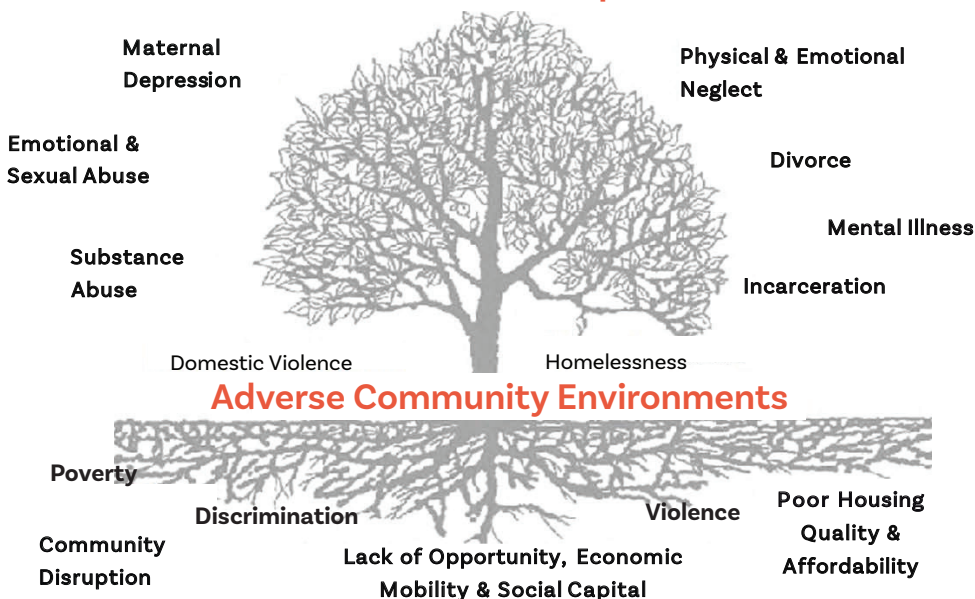 Maternal
Depression
Physical & Emotional
Neglect
Emotional &
Sexual Abuse
Divorce
Mental Illness
Substance
Abuse
Incarceration
Domestic Violence
Homelessness
Adverse Community Environments
Poverty
Discrimination
Violence
Poor Housing
Quality &
Affordability
Community
Disruption
Lack of Opportunity, Economic
Mobility & Social Capital